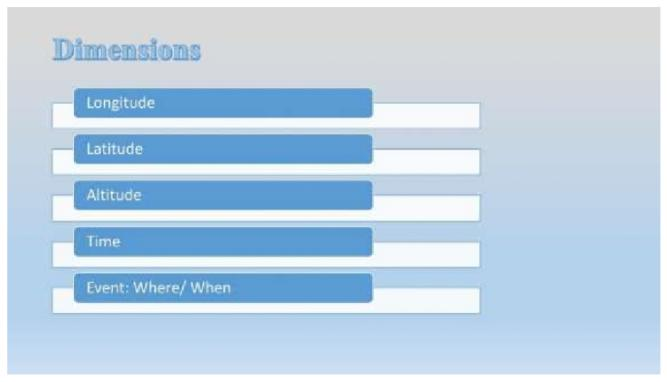 Dimensions
Longitude
Latitude
Altitude
Time
Event: Where/ When